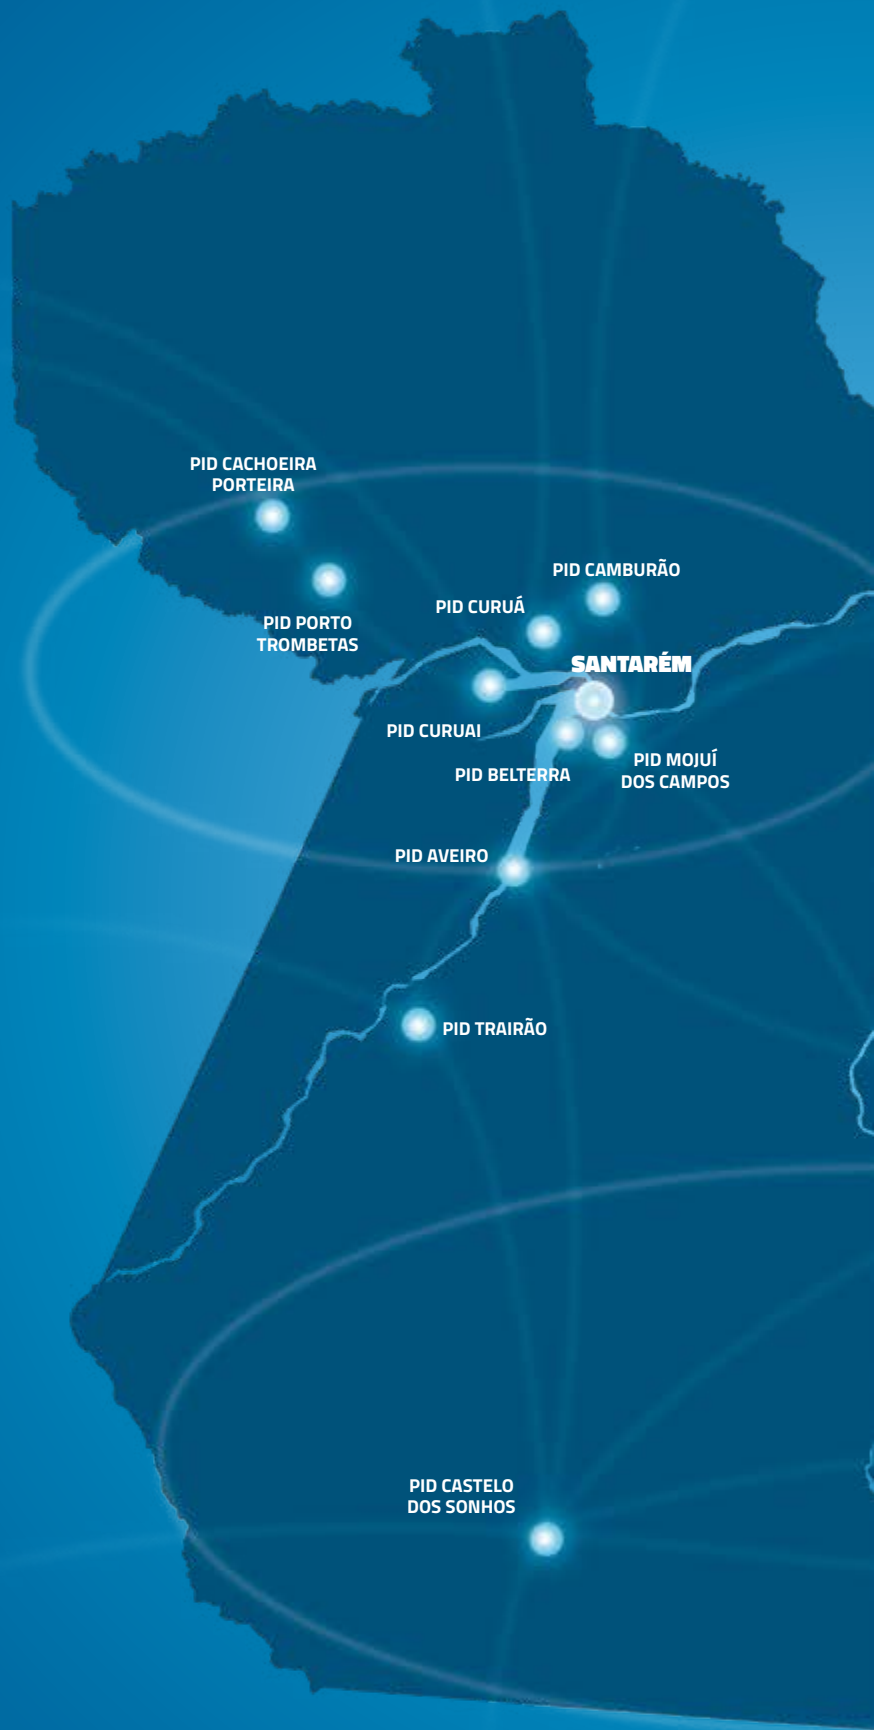 PID CACHOEIRA
PORTEIRA
PID CAMBURÃO
PID CURUÁ
PID PORTO
TROMBETAS
SANTARÉM
PID CURUAI
PID MOJUÍ
DOS CAMPOS
PID BELTERRA
PID AVEIRO
PID TRAIRÃO
PID CASTELO
DOS SONHOS